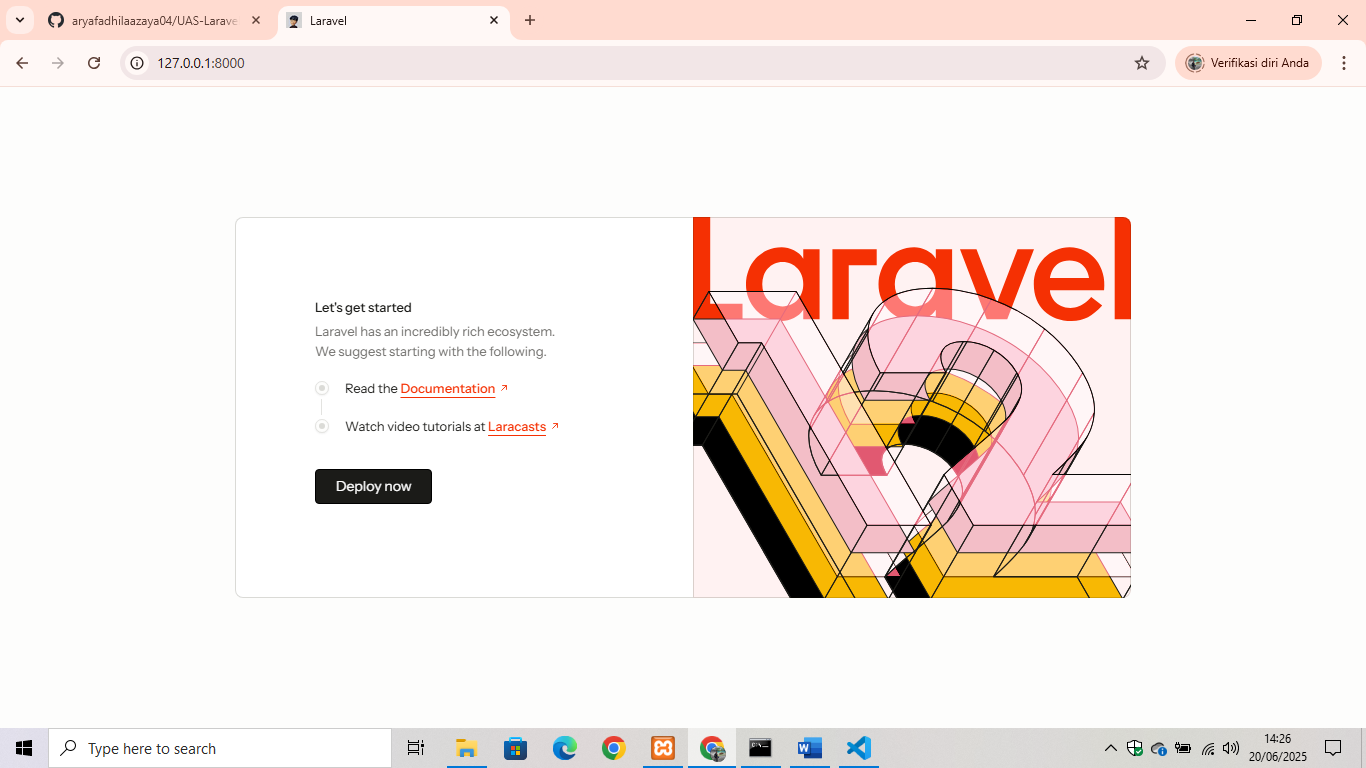 aryafadhilaazaya04/UAS-Larave
Laravel
127.0.0.1:8000
Verifikasi diri Anda
Laravel
Let's get started
Laravel has an incredibly rich ecosystem.
We suggest starting with the following.
Read the Documentation
Watch video tutorials at Laracasts
Deploy now
Type here to search
14:26
20/06/2025